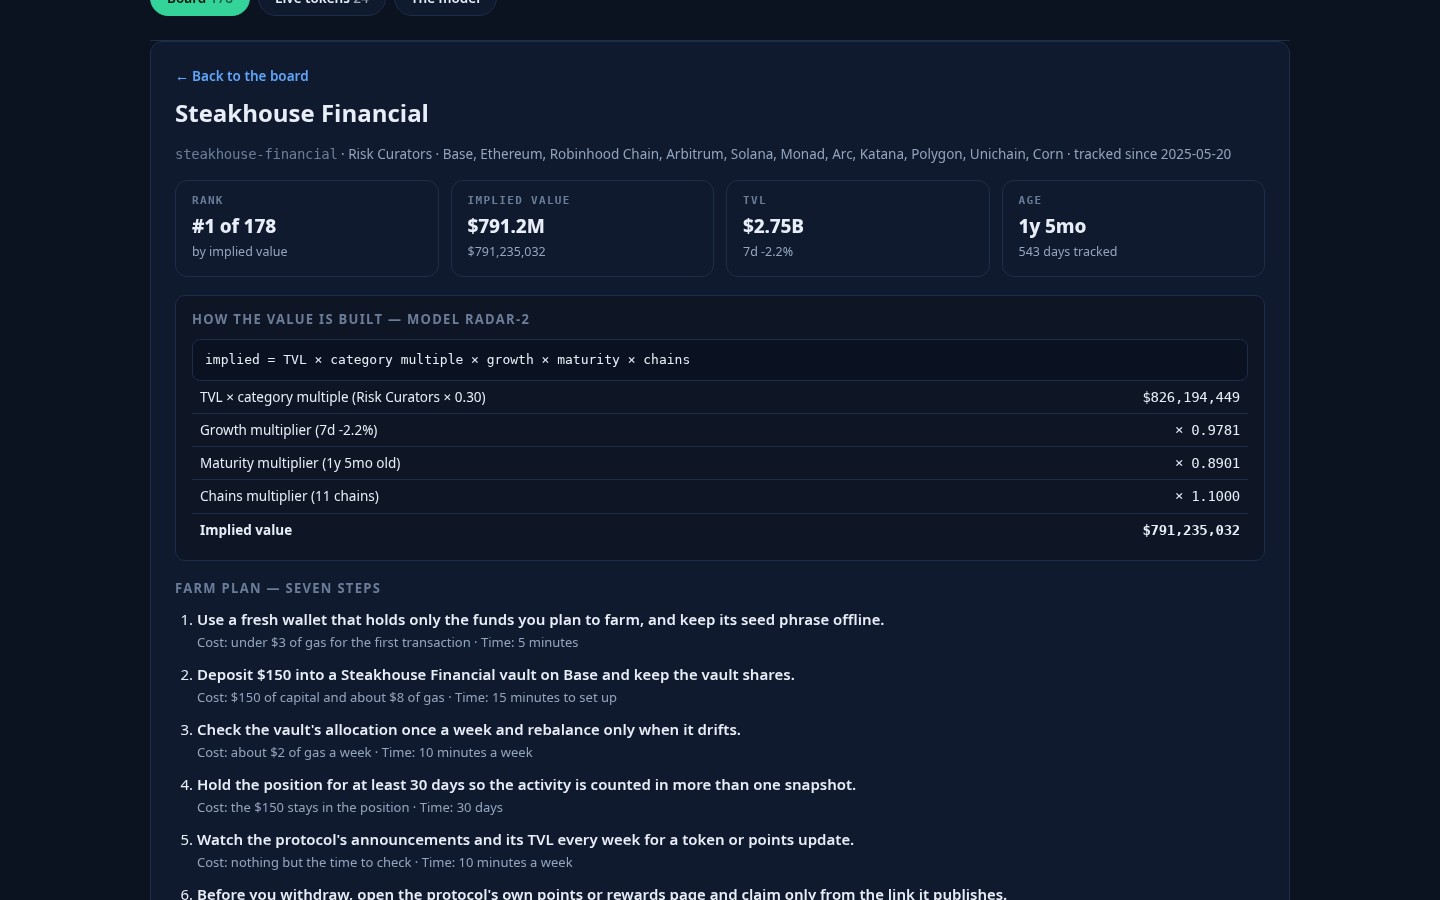 Board 178 Live tokens 24 The model
← Back to the board
Steakhouse Financial
steakhouse-financial · Risk Curators · Base, Ethereum, Robinhood Chain, Arbitrum, Solana, Monad, Arc, Katana, Polygon, Unichain, Corn · tracked since 2025-05-20
RANK
#1 of 178
by implied value
IMPLIED VALUE
$791.2M
$791,235,032
TVL
$2.75B
7d -2.2%
AGE
1y 5mo
543 days tracked
HOW THE VALUE IS BUILT — MODEL RADAR-2
implied = TVL × category multiple × growth × maturity × chains
TVL × category multiple (Risk Curators × 0.30) $826,194,449
Growth multiplier (7d -2.2%) × 0.9781
Maturity multiplier (1y 5mo old) × 0.8901
Chains multiplier (11 chains) × 1.1000
Implied value $791,235,032
FARM PLAN — SEVEN STEPS
1. Use a fresh wallet that holds only the funds you plan to farm, and keep its seed phrase offline.
Cost: under $3 of gas for the first transaction · Time: 5 minutes
2. Deposit $150 into a Steakhouse Financial vault on Base and keep the vault shares.
Cost: $150 of capital and about $8 of gas · Time: 15 minutes to set up
3. Check the vault's allocation once a week and rebalance only when it drifts.
Cost: about $2 of gas a week · Time: 10 minutes a week
4. Hold the position for at least 30 days so the activity is counted in more than one snapshot.
Cost: the $150 stays in the position · Time: 30 days
5. Watch the protocol's announcements and its TVL every week for a token or points update.
Cost: nothing but the time to check · Time: 10 minutes a week
6. Before you withdraw, open the protocol's own points or rewards page and claim only from the link it publishes.